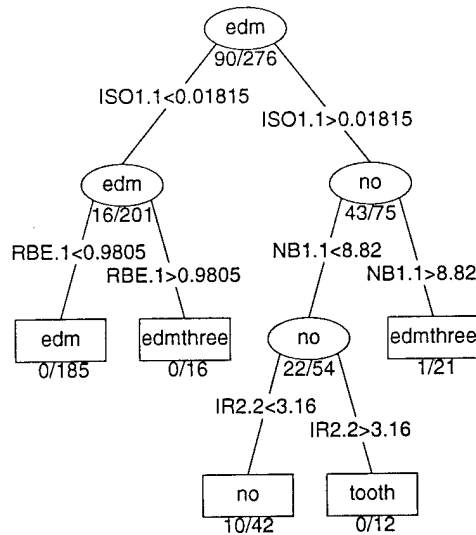 edm
90/276
ISO1.1<0.01815
ISO1.1>0.01815
edm
16/201
no
43/75
RBE.1<0.9805
RBE.1>0.9805
NB1.1<8.82
NB1.1>8.82
edm
0/185
edmthree
0/16
no
22/54
edmthree
1/21
IR2.2<3.16
IR2.2>3.16
no
10/42
tooth
0/12